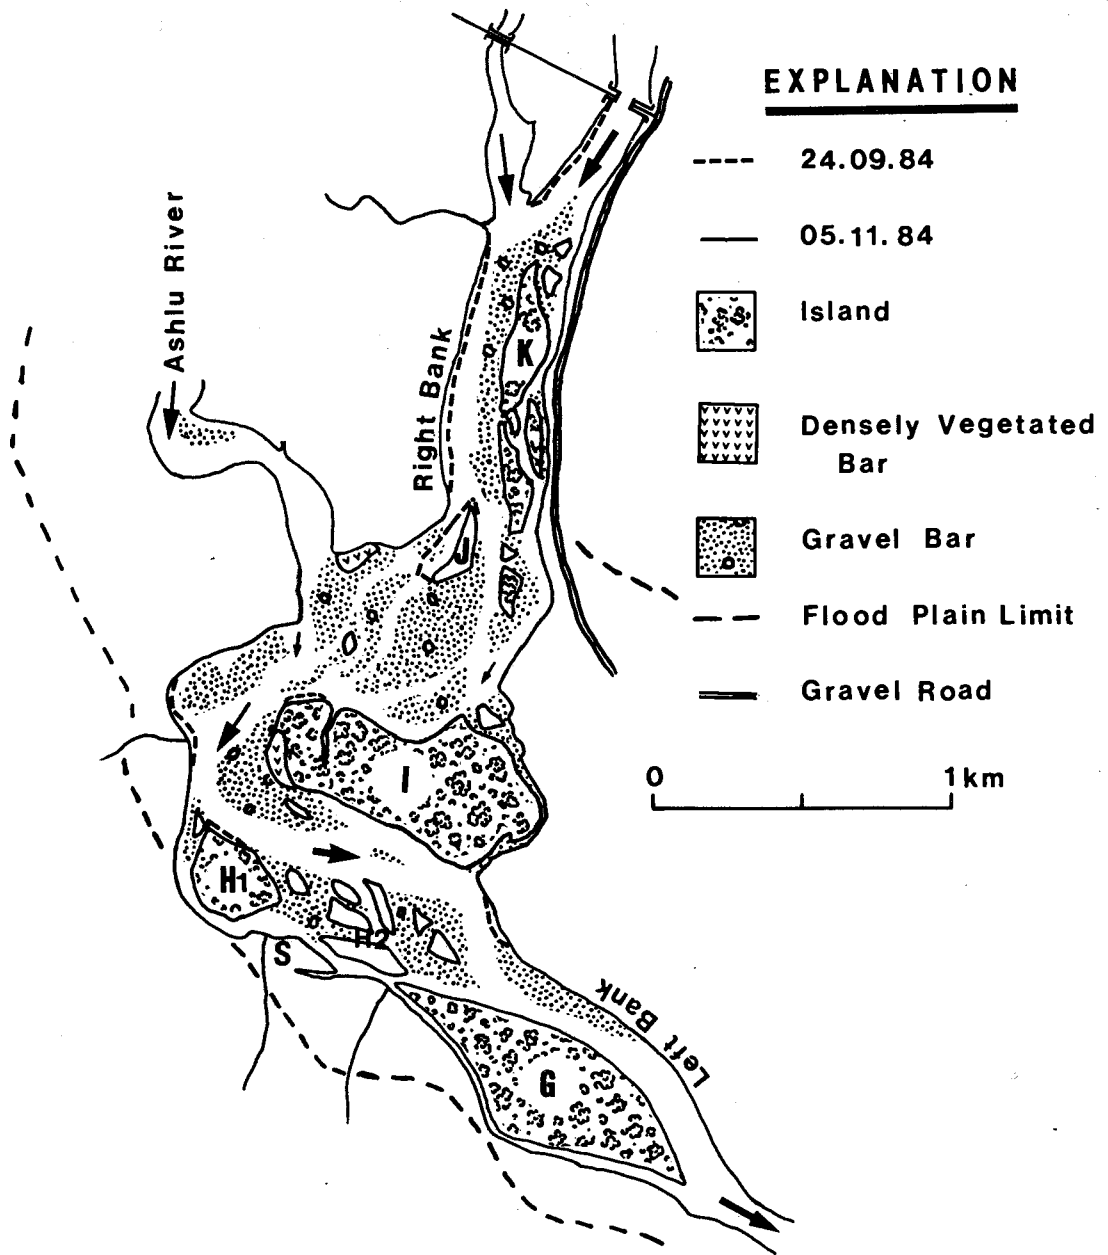 EXPLANATION
24.09.84
05.11.84
Island
Densely Vegetated
Bar
Gravel Bar
Flood Plain Limit
Gravel Road
0 1km
Ashlu River
Right Bank
K
J
I
H1
H2
S
G
Left Bank